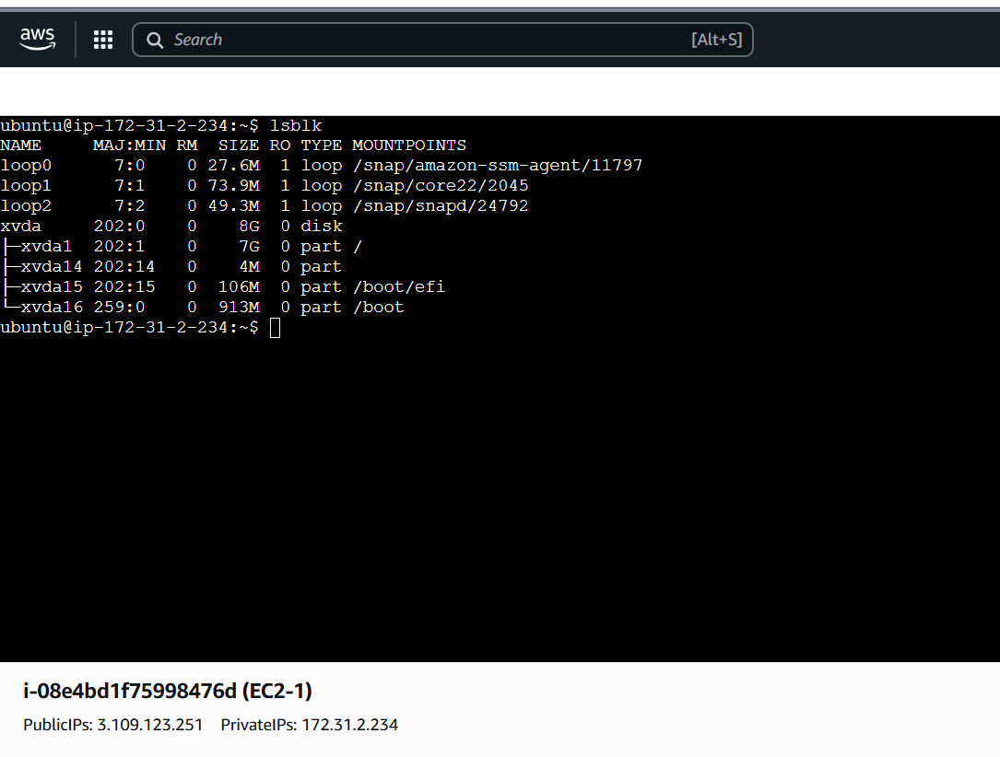 aws
Search [Alt+S]
ubuntu@ip-172-31-2-234:~$ lsblk
NAME     MAJ:MIN RM  SIZE RO TYPE MOUNTPOINTS
loop0      7:0    0 27.6M  1 loop /snap/amazon-ssm-agent/11797
loop1      7:1    0 73.9M  1 loop /snap/core22/2045
loop2      7:2    0 49.3M  1 loop /snap/snapd/24792
xvda     202:0    0    8G  0 disk
├─xvda1  202:1    0    7G  0 part /
├─xvda14 202:14   0    4M  0 part
├─xvda15 202:15   0  106M  0 part /boot/efi
└─xvda16 259:0    0  913M  0 part /boot
ubuntu@ip-172-31-2-234:~$
i-08e4bd1f75998476d (EC2-1)
PublicIPs: 3.109.123.251 PrivateIPs: 172.31.2.234